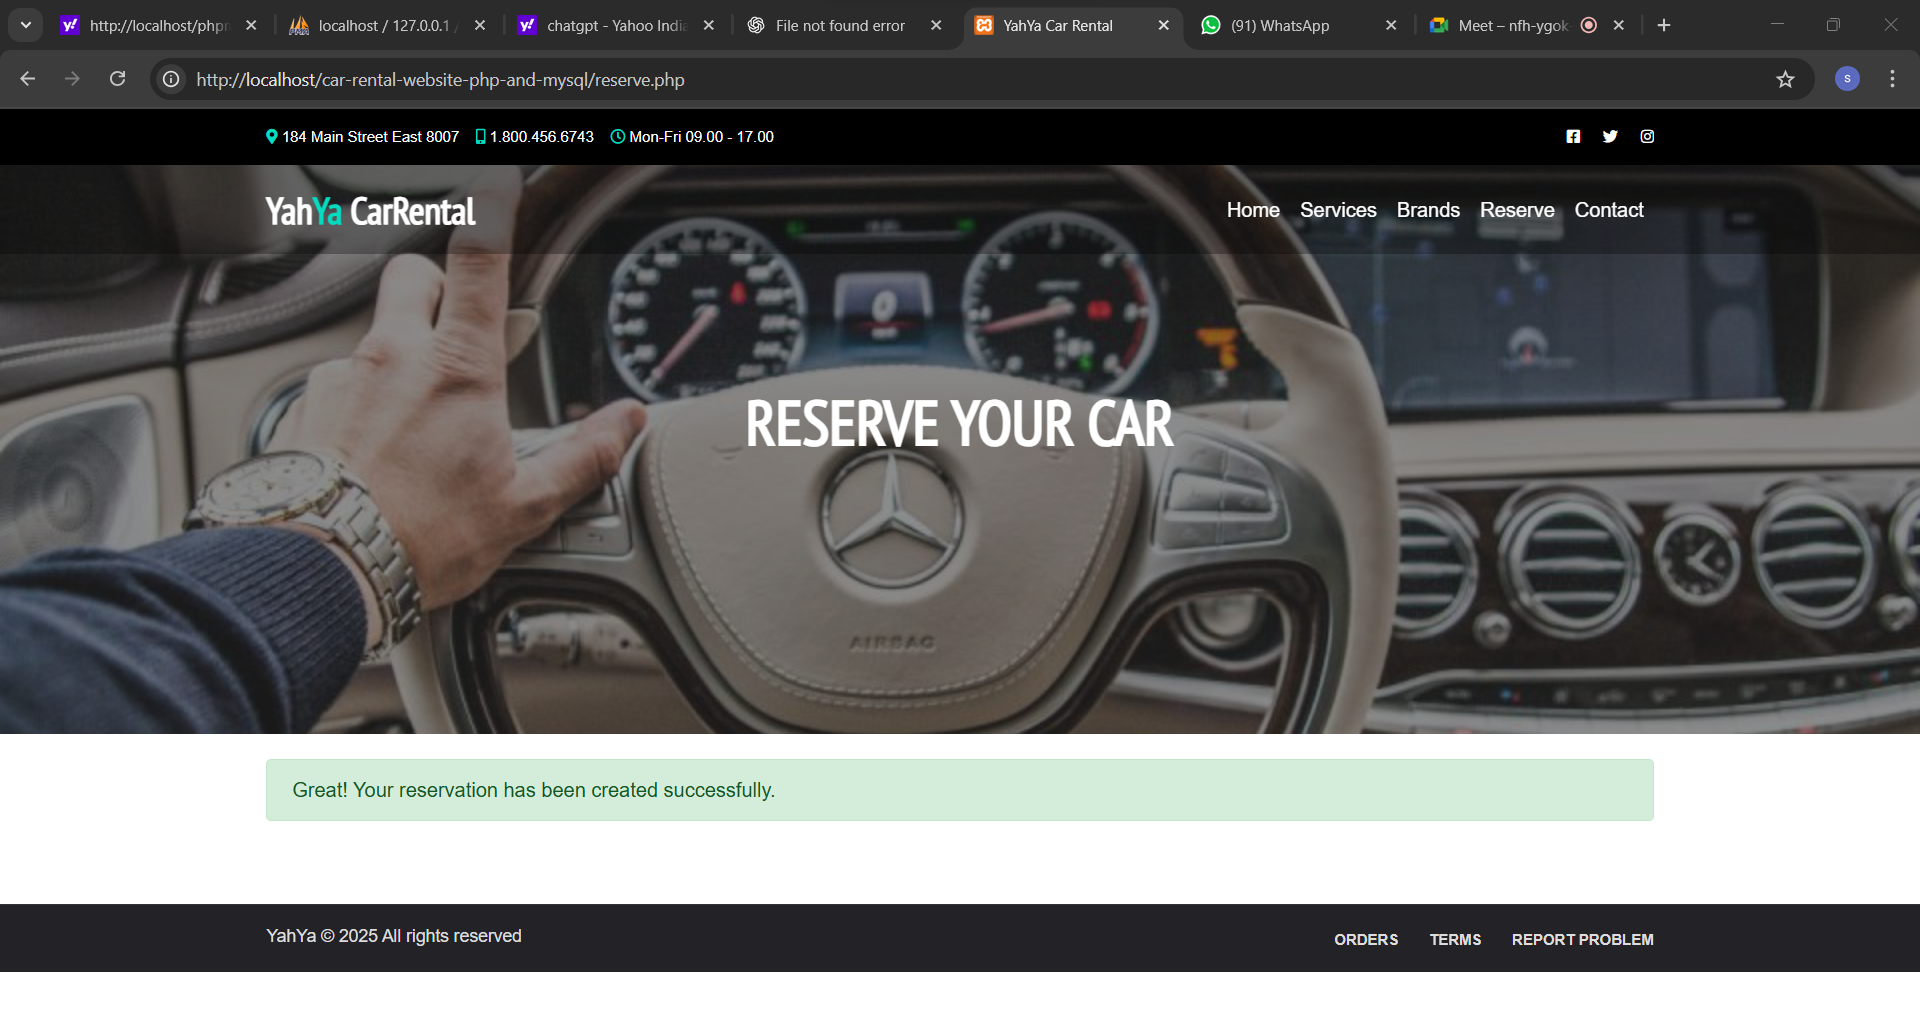 http://localhost/phpn
localhost / 127.0.0.1 /
chatgpt - Yahoo India
File not found error
YahYa Car Rental
(91) WhatsApp
Meet – nfh-ygok-
http://localhost/car-rental-website-php-and-mysql/reserve.php
S
184 Main Street East 8007 1.800.456.6743 Mon-Fri 09.00 - 17.00
YahYa CarRental
Home Services Brands Reserve Contact
RESERVE YOUR CAR
AIRBAG
Great! Your reservation has been created successfully.
YahYa © 2025 All rights reserved
ORDERS TERMS REPORT PROBLEM